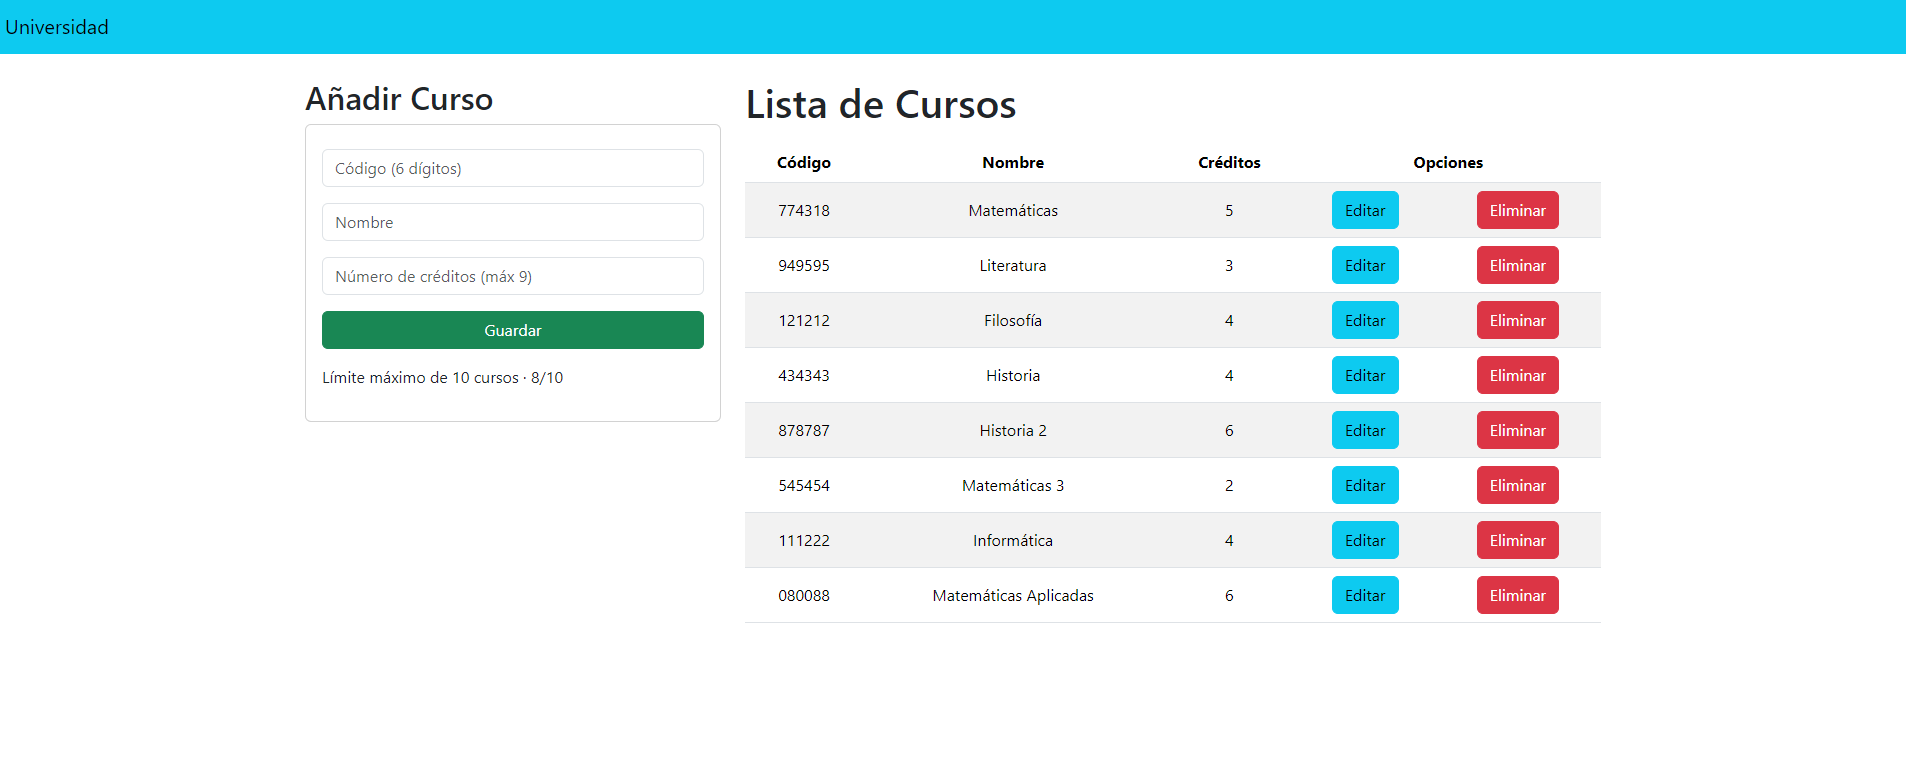 Universidad
Añadir Curso
Código (6 dígitos)
Nombre
Número de créditos (máx 9)
Guardar
Límite máximo de 10 cursos · 8/10
Lista de Cursos
Código Nombre Créditos Opciones
774318 Matemáticas 5 Editar Eliminar
949595 Literatura 3 Editar Eliminar
121212 Filosofía 4 Editar Eliminar
434343 Historia 4 Editar Eliminar
878787 Historia 2 6 Editar Eliminar
545454 Matemáticas 3 2 Editar Eliminar
111222 Informática 4 Editar Eliminar
080088 Matemáticas Aplicadas 6 Editar Eliminar